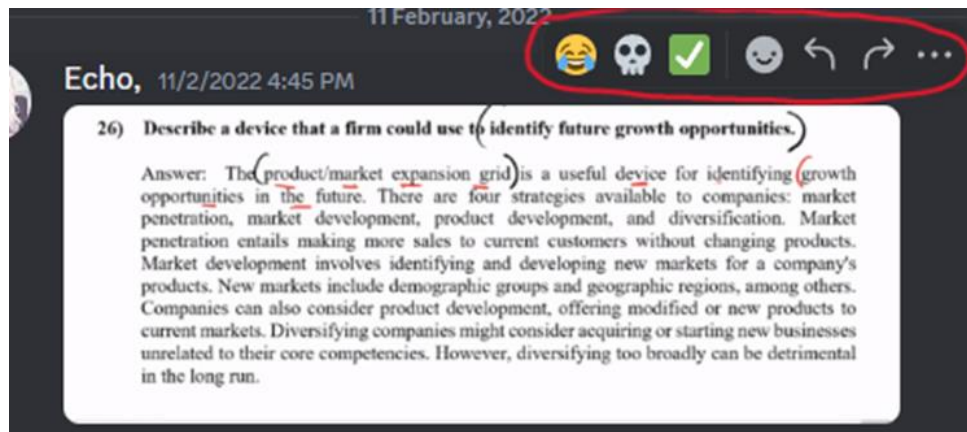 11 February, 2022
Echo, 11/2/2022 4:45 PM
26) Describe a device that a firm could use to identify future growth opportunities.
Answer: The product/market expansion grid is a useful device for identifying growth
opportunities in the future. There are four strategies available to companies: market
penetration, market development, product development, and diversification. Market
penetration entails making more sales to current customers without changing products.
Market development involves identifying and developing new markets for a company's
products. New markets include demographic groups and geographic regions, among others.
Companies can also consider product development, offering modified or new products to
current markets. Diversifying companies might consider acquiring or starting new businesses
unrelated to their core competencies. However, diversifying too broadly can be detrimental
in the long run.